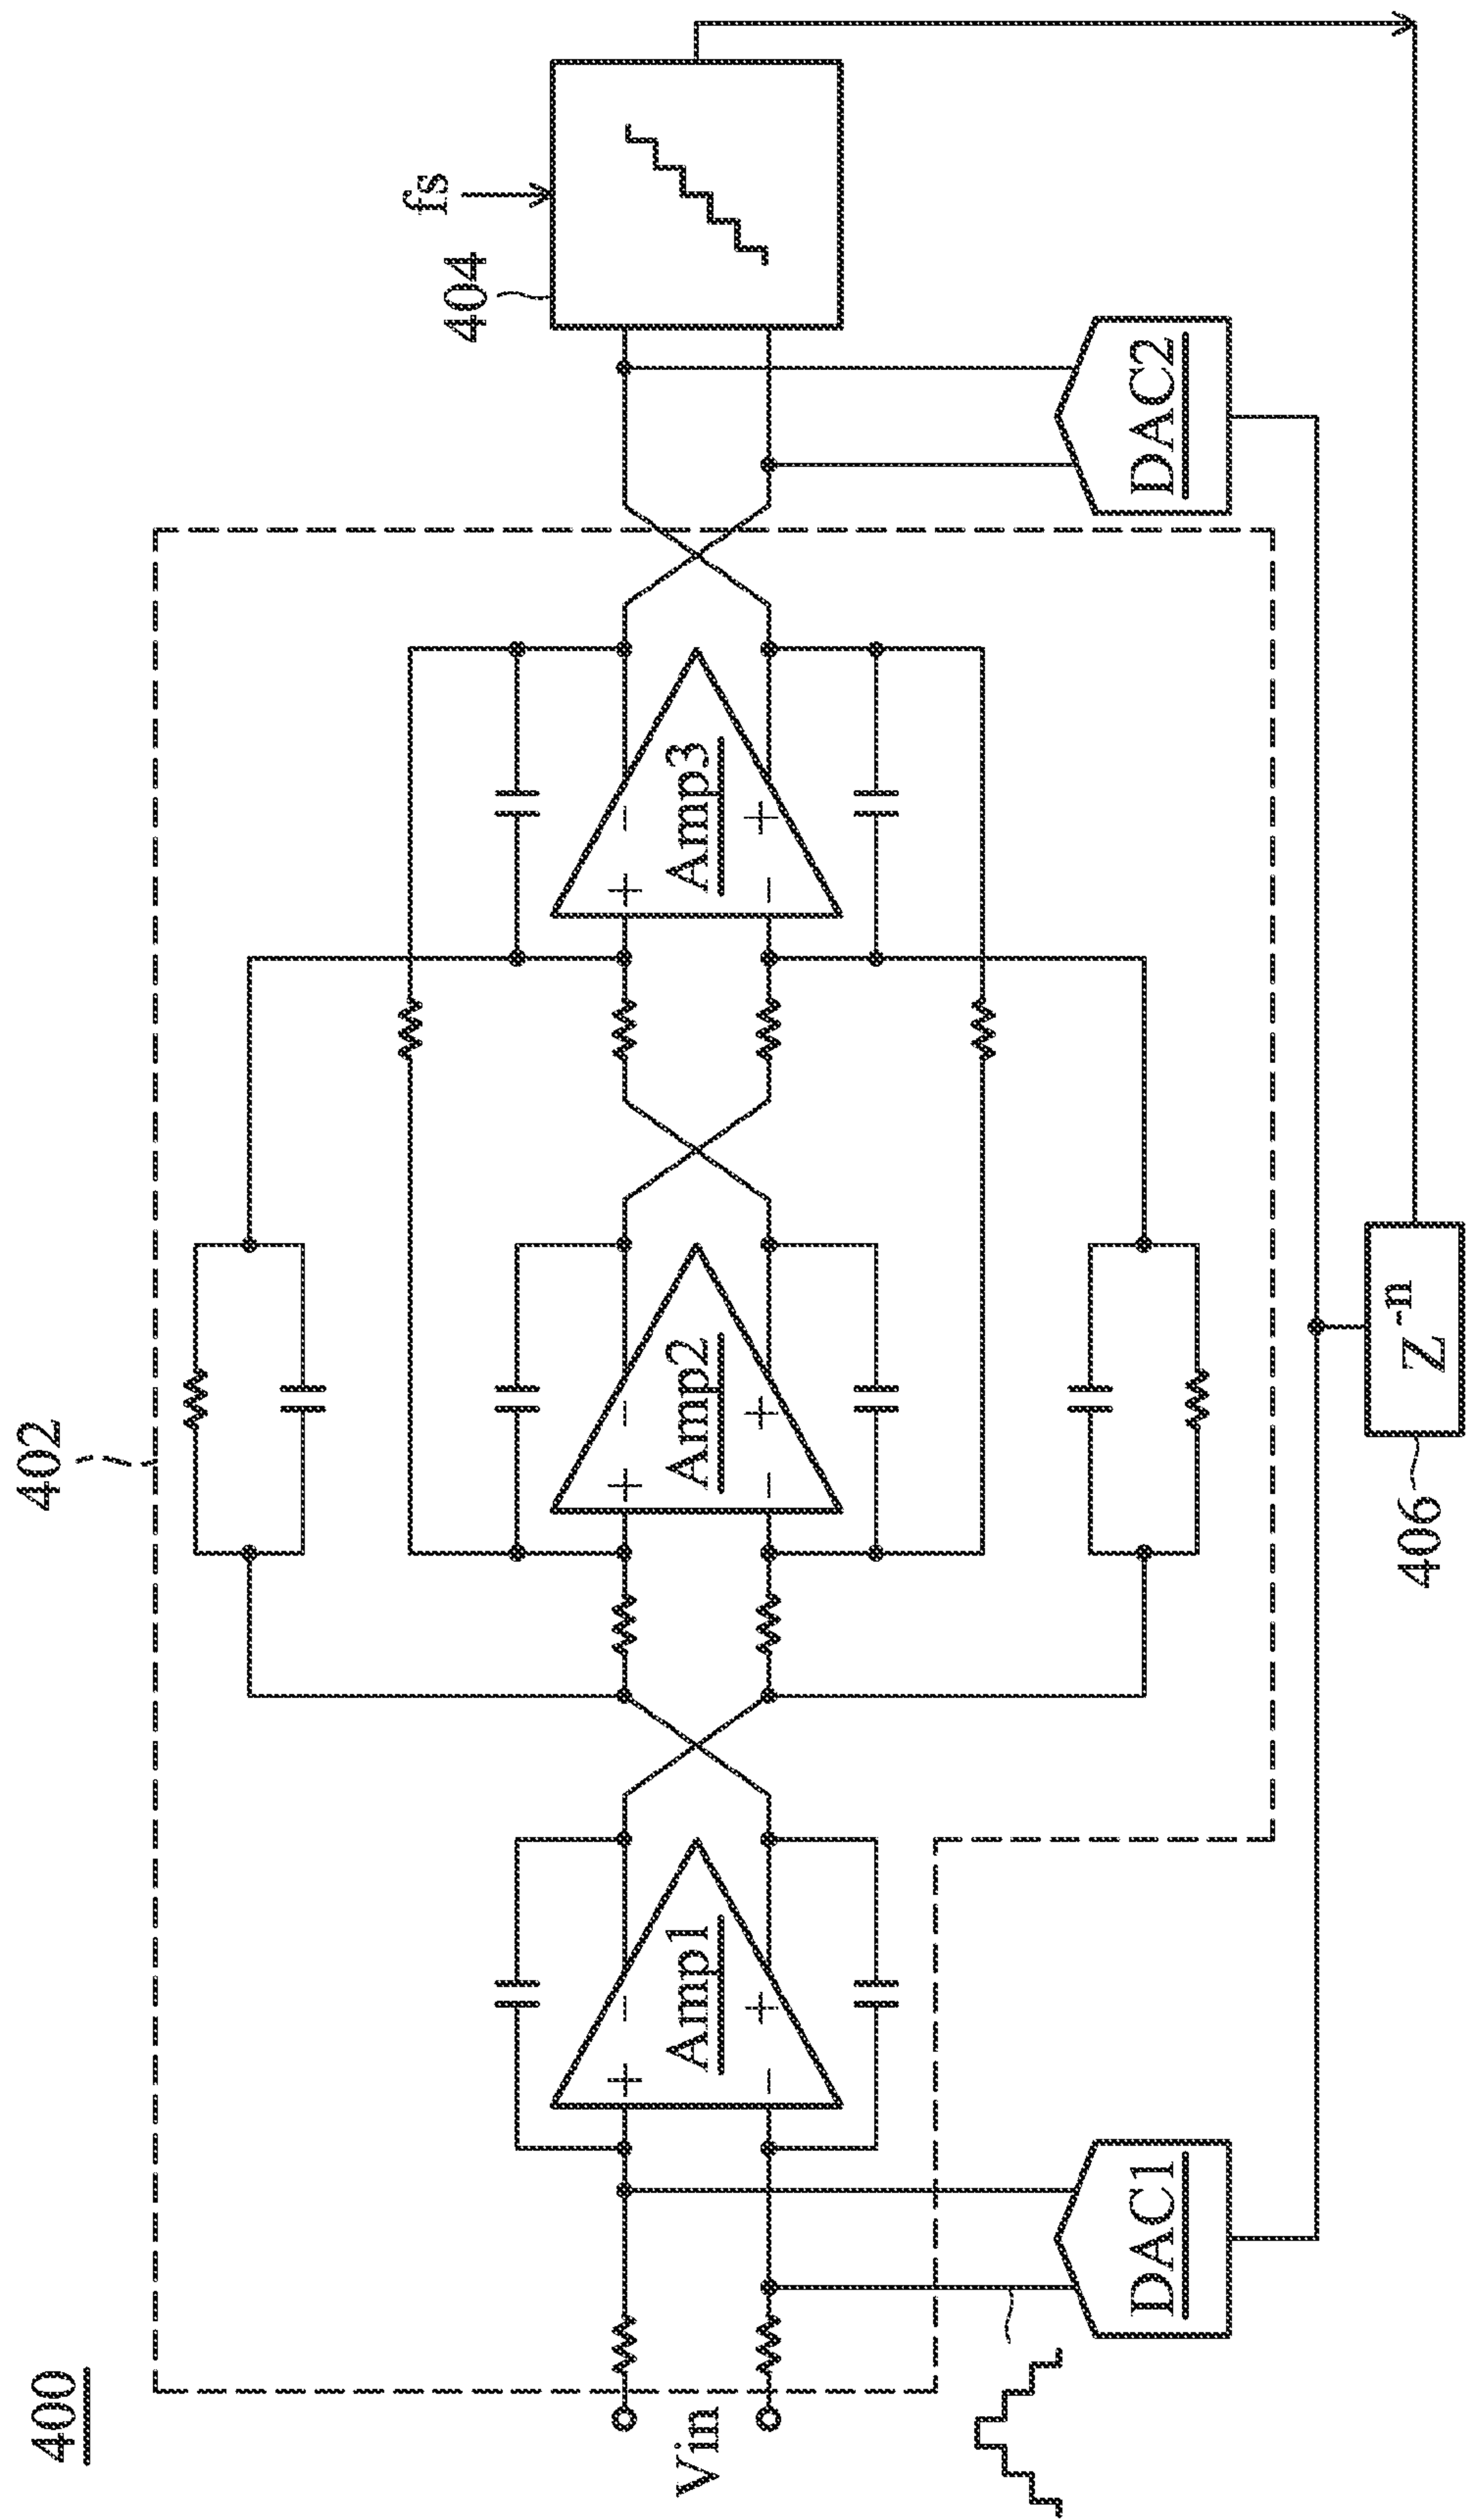 400
402
404
fs
Vin
+
−
−
+
Amp1
+
−
−
+
Amp2
+
−
−
+
Amp3
DAC1
DAC2
Z⁻ⁿ
406